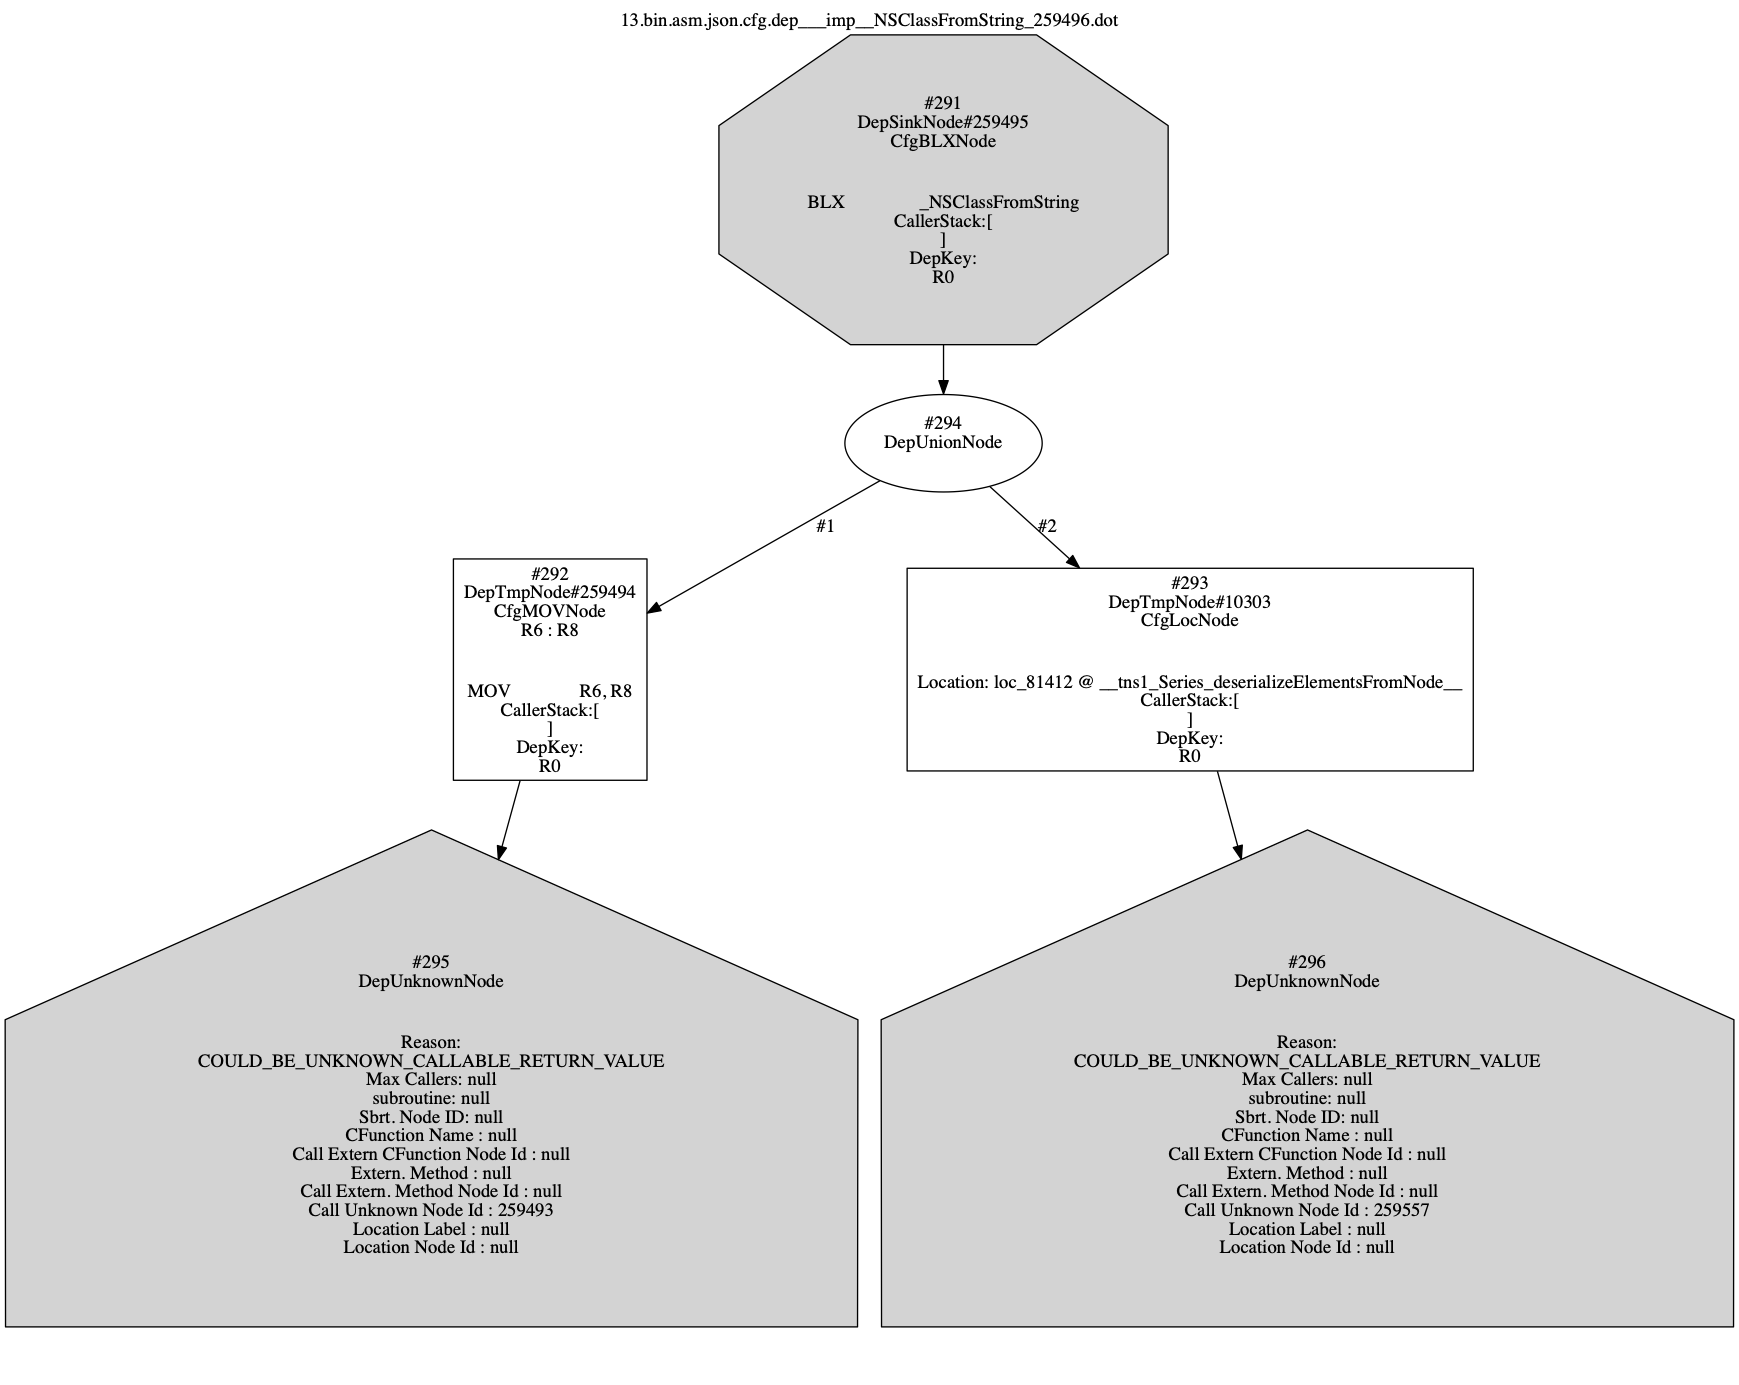 13.bin.asm.json.cfg.dep___imp__NSClassFromString_259496.dot
#291
DepSinkNode#259495
CfgBLXNode
BLX _NSClassFromString
CallerStack:[
]
DepKey:
R0
#294
DepUnionNode
#1
#2
#292
DepTmpNode#259494
CfgMOVNode
R6 : R8
MOV R6, R8
CallerStack:[
]
DepKey:
R0
#293
DepTmpNode#10303
CfgLocNode
Location: loc_81412 @ __tns1_Series_deserializeElementsFromNode__
CallerStack:[
]
DepKey:
R0
#295
DepUnknownNode
Reason:
COULD_BE_UNKNOWN_CALLABLE_RETURN_VALUE
Max Callers: null
subroutine: null
Sbrt. Node ID: null
CFunction Name : null
Call Extern CFunction Node Id : null
Extern. Method : null
Call Extern. Method Node Id : null
Call Unknown Node Id : 259493
Location Label : null
Location Node Id : null
#296
DepUnknownNode
Reason:
COULD_BE_UNKNOWN_CALLABLE_RETURN_VALUE
Max Callers: null
subroutine: null
Sbrt. Node ID: null
CFunction Name : null
Call Extern CFunction Node Id : null
Extern. Method : null
Call Extern. Method Node Id : null
Call Unknown Node Id : 259557
Location Label : null
Location Node Id : null